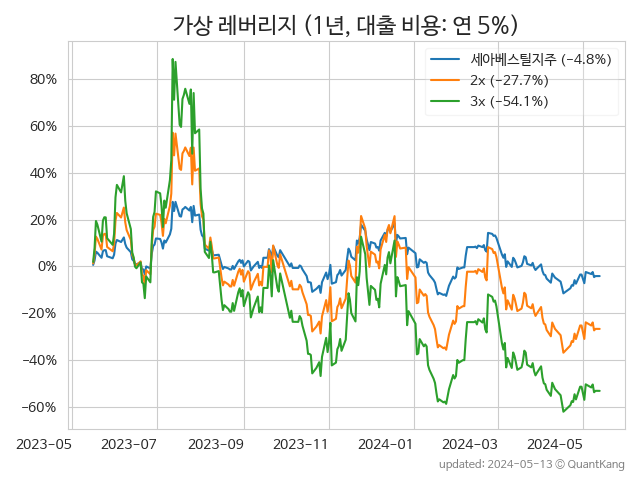 가상 레버리지 (1년, 대출 비용: 연 5%)
세아베스틸지주 (−4.8%)
2x (−27.7%)
3x (−54.1%)
80%
60%
40%
20%
0%
−20%
−40%
−60%
2023-05 2023-07 2023-09 2023-11 2024-01 2024-03 2024-05
updated: 2024-05-13 ⓒ QuantKang